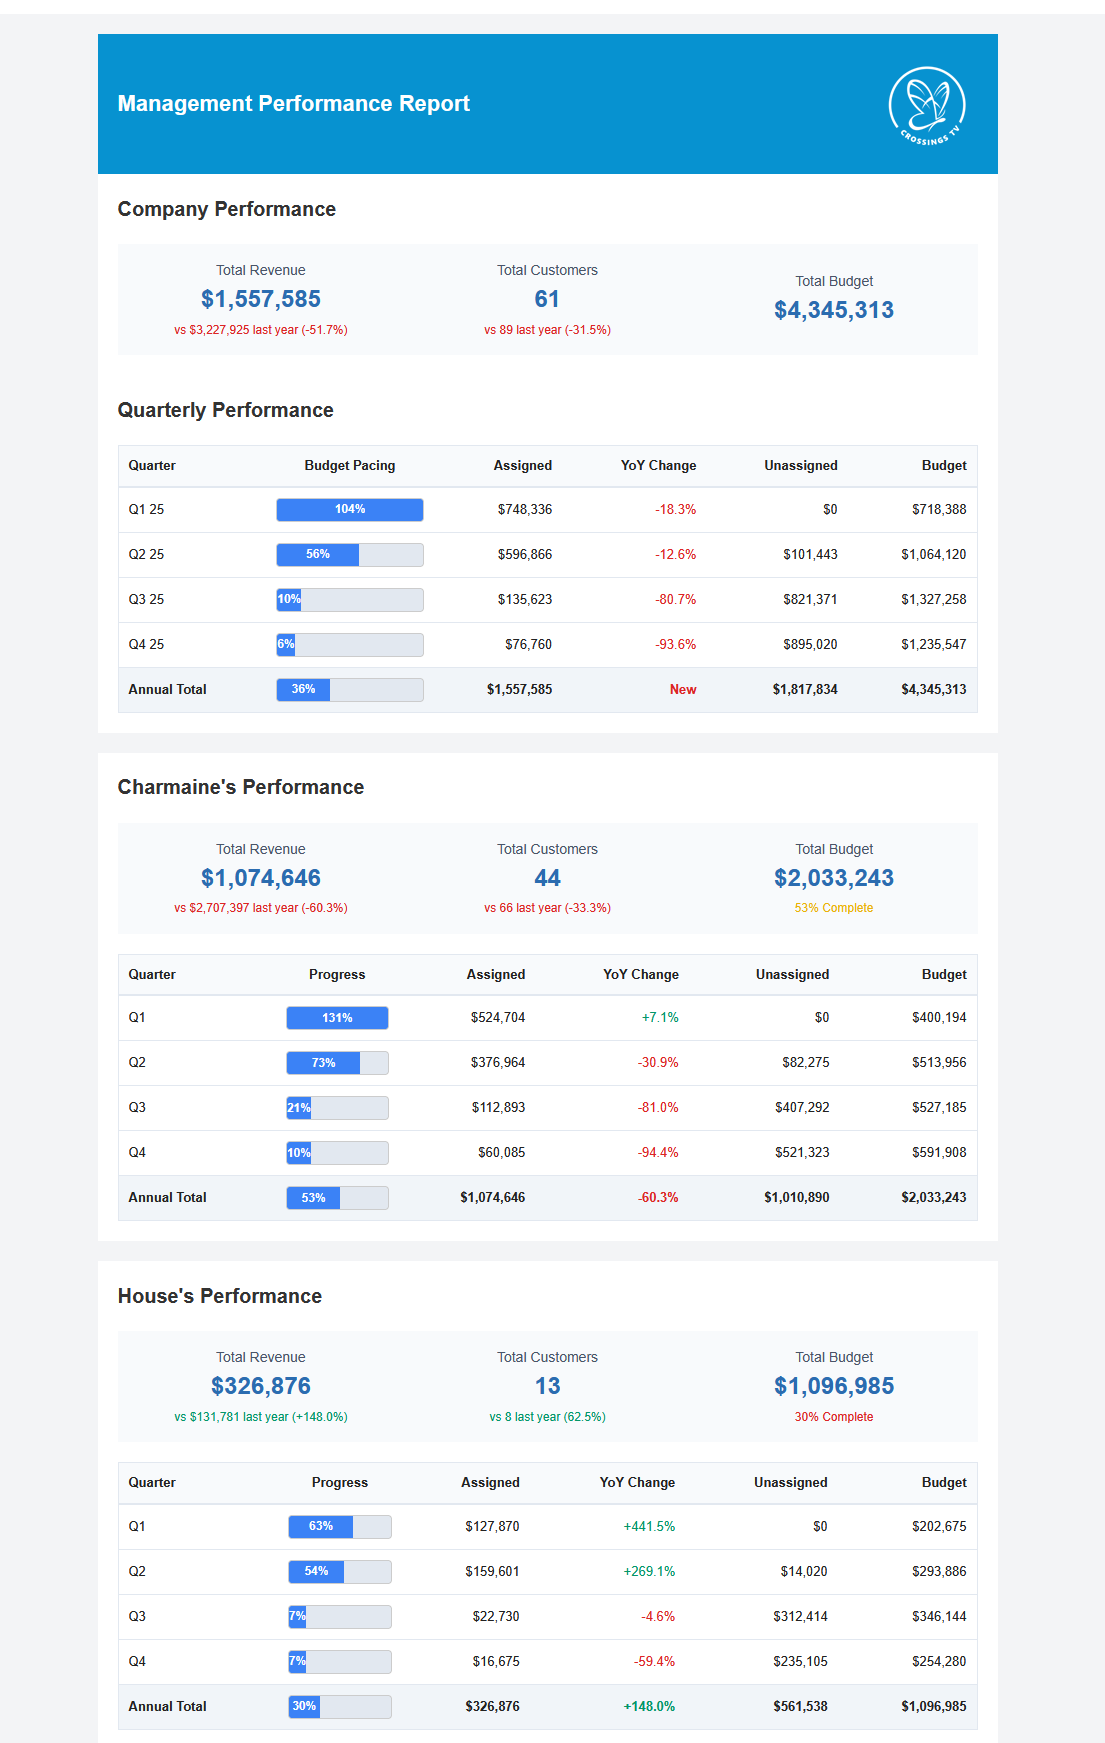 Management Performance Report
CROSSINGS TV
Company Performance
Total Revenue Total Customers Total Budget
$1,557,585 61 $4,345,313
vs $3,227,925 last year (-51.7%) vs 89 last year (-31.5%)
Quarterly Performance
Quarter Budget Pacing Assigned YoY Change Unassigned Budget
Q1 25 104% $748,336 -18.3% $0 $718,388
Q2 25 56% $596,866 -12.6% $101,443 $1,064,120
Q3 25 10% $135,623 -80.7% $821,371 $1,327,258
Q4 25 6% $76,760 -93.6% $895,020 $1,235,547
Annual Total 36% $1,557,585 New $1,817,834 $4,345,313
Charmaine's Performance
Total Revenue Total Customers Total Budget
$1,074,646 44 $2,033,243
vs $2,707,397 last year (-60.3%) vs 66 last year (-33.3%) 53% Complete
Quarter Progress Assigned YoY Change Unassigned Budget
Q1 131% $524,704 +7.1% $0 $400,194
Q2 73% $376,964 -30.9% $82,275 $513,956
Q3 21% $112,893 -81.0% $407,292 $527,185
Q4 10% $60,085 -94.4% $521,323 $591,908
Annual Total 53% $1,074,646 -60.3% $1,010,890 $2,033,243
House's Performance
Total Revenue Total Customers Total Budget
$326,876 13 $1,096,985
vs $131,781 last year (+148.0%) vs 8 last year (62.5%) 30% Complete
Quarter Progress Assigned YoY Change Unassigned Budget
Q1 63% $127,870 +441.5% $0 $202,675
Q2 54% $159,601 +269.1% $14,020 $293,886
Q3 7% $22,730 -4.6% $312,414 $346,144
Q4 7% $16,675 -59.4% $235,105 $254,280
Annual Total 30% $326,876 +148.0% $561,538 $1,096,985